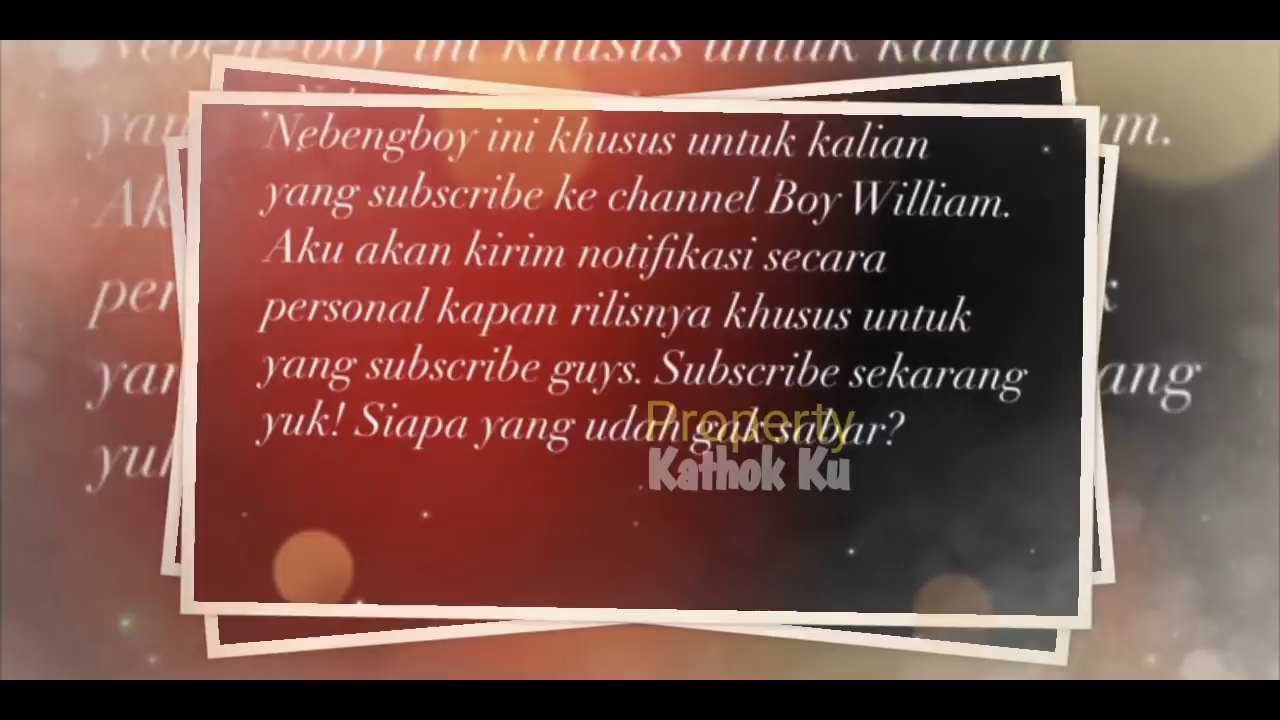 Nebengboy ini khusus untuk kalian
yang subscribe ke channel Boy William.
Aku akan kirim notifikasi secara
personal kapan rilisnya khusus untuk
yang subscribe guys. Subscribe sekarang
yuk! Siapa yang udah gak sabar?
Property
Kathok Ku